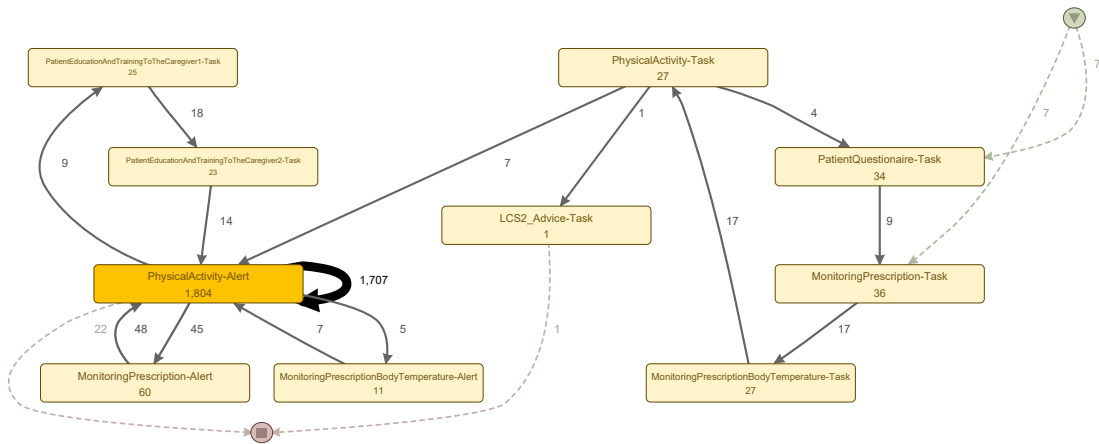 PatientEducationAndTrainingToTheCaregiver1-Task
25
PhysicalActivity-Task
27
7
18
1
4
7
PatientEducationAndTrainingToTheCaregiver2-Task
23
9
7
PatientQuestionaire-Task
34
LCS2_Advice-Task
1
14
17
9
PhysicalActivity-Alert
1,804
1,707
MonitoringPrescription-Task
36
22
48
45
7
5
1
17
MonitoringPrescription-Alert
60
MonitoringPrescriptionBodyTemperature-Alert
11
MonitoringPrescriptionBodyTemperature-Task
27